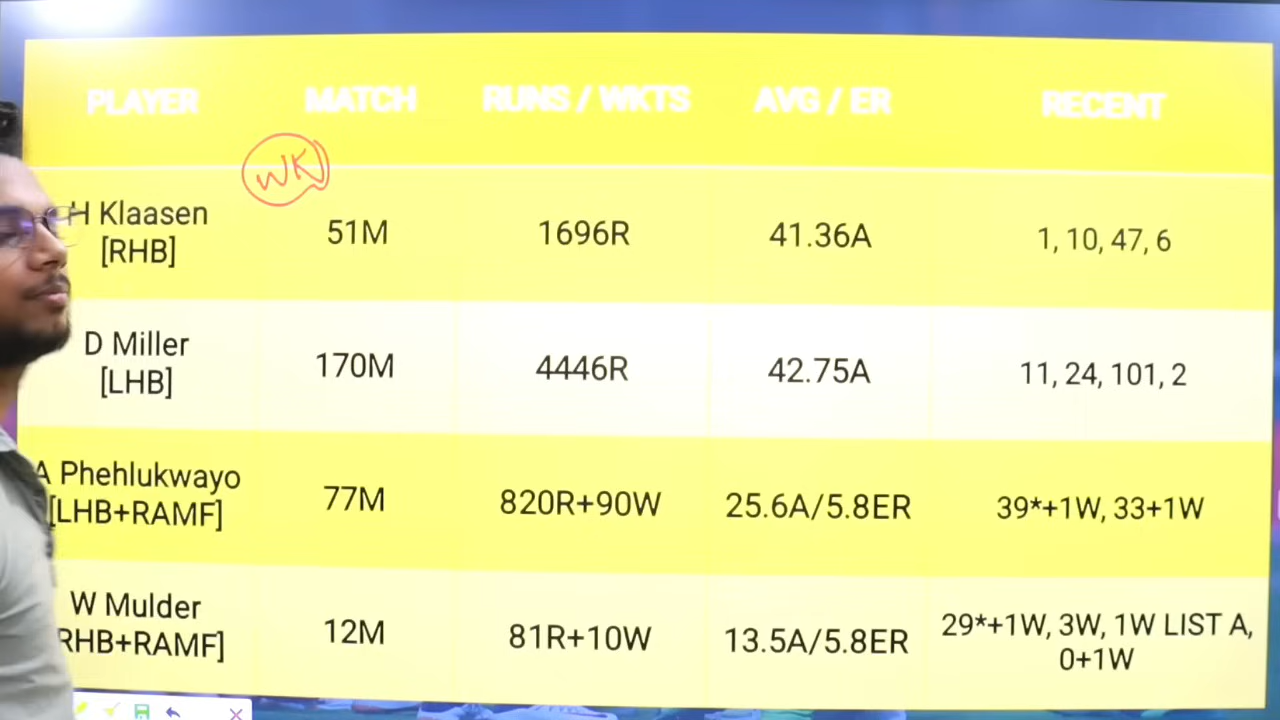 PLAYER MATCH RUNS / WKTS AVG / ER RECENT
WK
H Klaasen
[RHB] 51M 1696R 41.36A 1, 10, 47, 6
D Miller
[LHB] 170M 4446R 42.75A 11, 24, 101, 2
A Phehlukwayo
[LHB+RAMF] 77M 820R+90W 25.6A/5.8ER 39*+1W, 33+1W
W Mulder
RHB+RAMF] 12M 81R+10W 13.5A/5.8ER 29*+1W, 3W, 1W LIST A,
0+1W